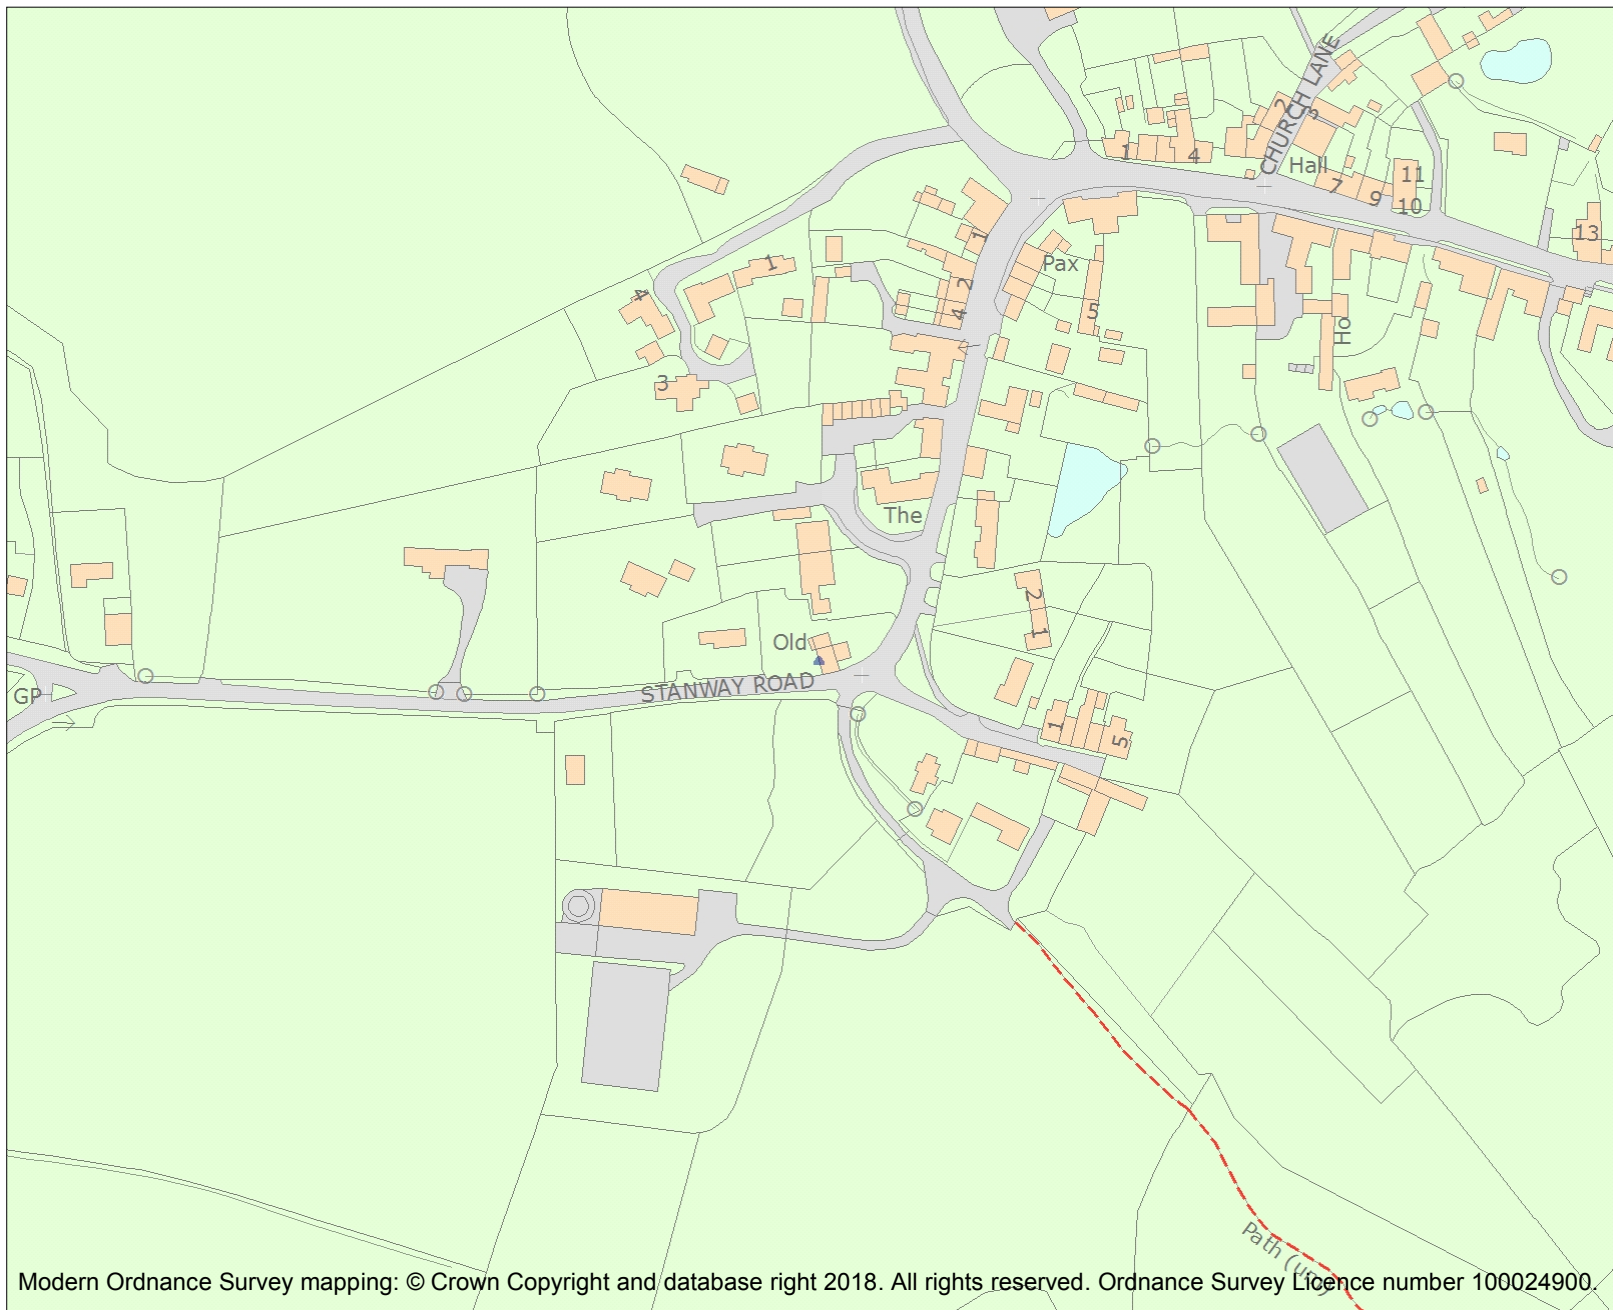 CHURCH LANE
2
3
1
4
Hall
7
9
11
10
13
1
Pax
5
2
4
1
4
3
Ho
The
2
1
Old
STANWAY ROAD
GP
1
5
Path (um)
Modern Ordnance Survey mapping: © Crown Copyright and database right 2018. All rights reserved. Ordnance Survey Licence number 100024900.